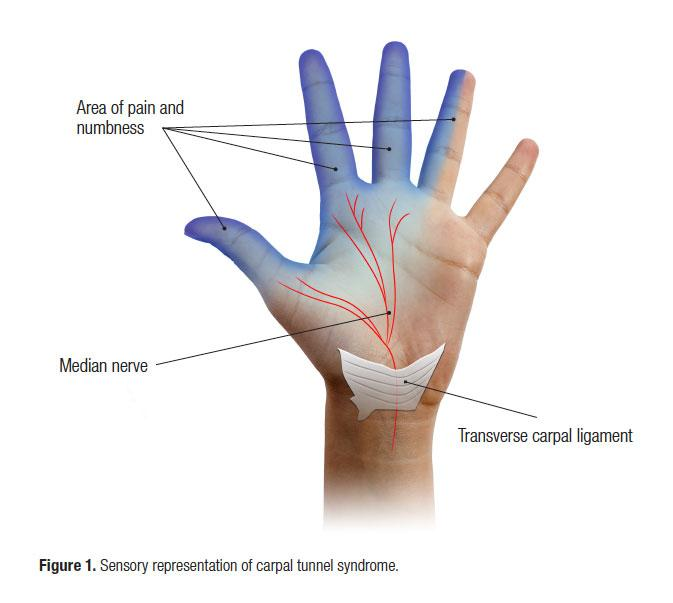 Area of pain and
numbness
Median nerve
Transverse carpal ligament
Figure 1. Sensory representation of carpal tunnel syndrome.